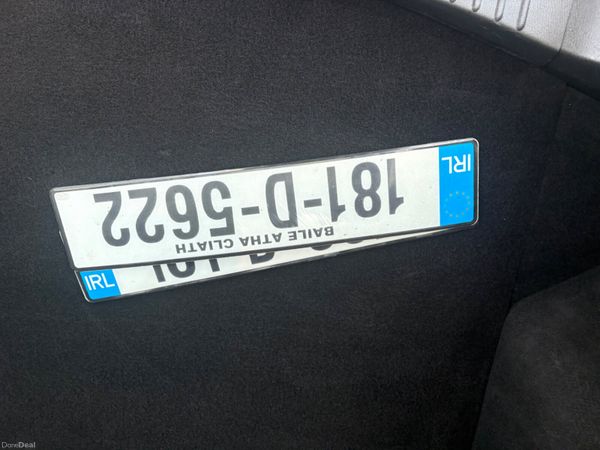 BAILE ATHA CLIATH
IRL 181-D-5622
IRL
DoneDeal